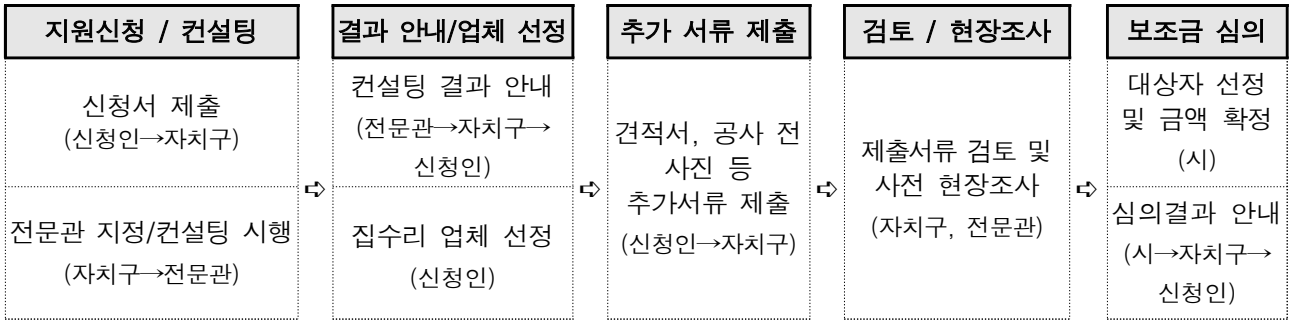 지원신청 / 컨설팅
신청서 제출
(신청인→자치구)
전문관 지정/컨설팅 시행
(자치구→전문관)
➪
결과 안내/업체 선정
컨설팅 결과 안내
(전문관→자치구→
신청인)
집수리 업체 선정
(신청인)
➪
추가 서류 제출
견적서, 공사 전
사진 등
추가서류 제출
(신청인→자치구)
➪
검토 / 현장조사
제출서류 검토 및
사전 현장조사
(자치구, 전문관)
➪
보조금 심의
대상자 선정
및 금액 확정
(시)
심의결과 안내
(시→자치구→
신청인)